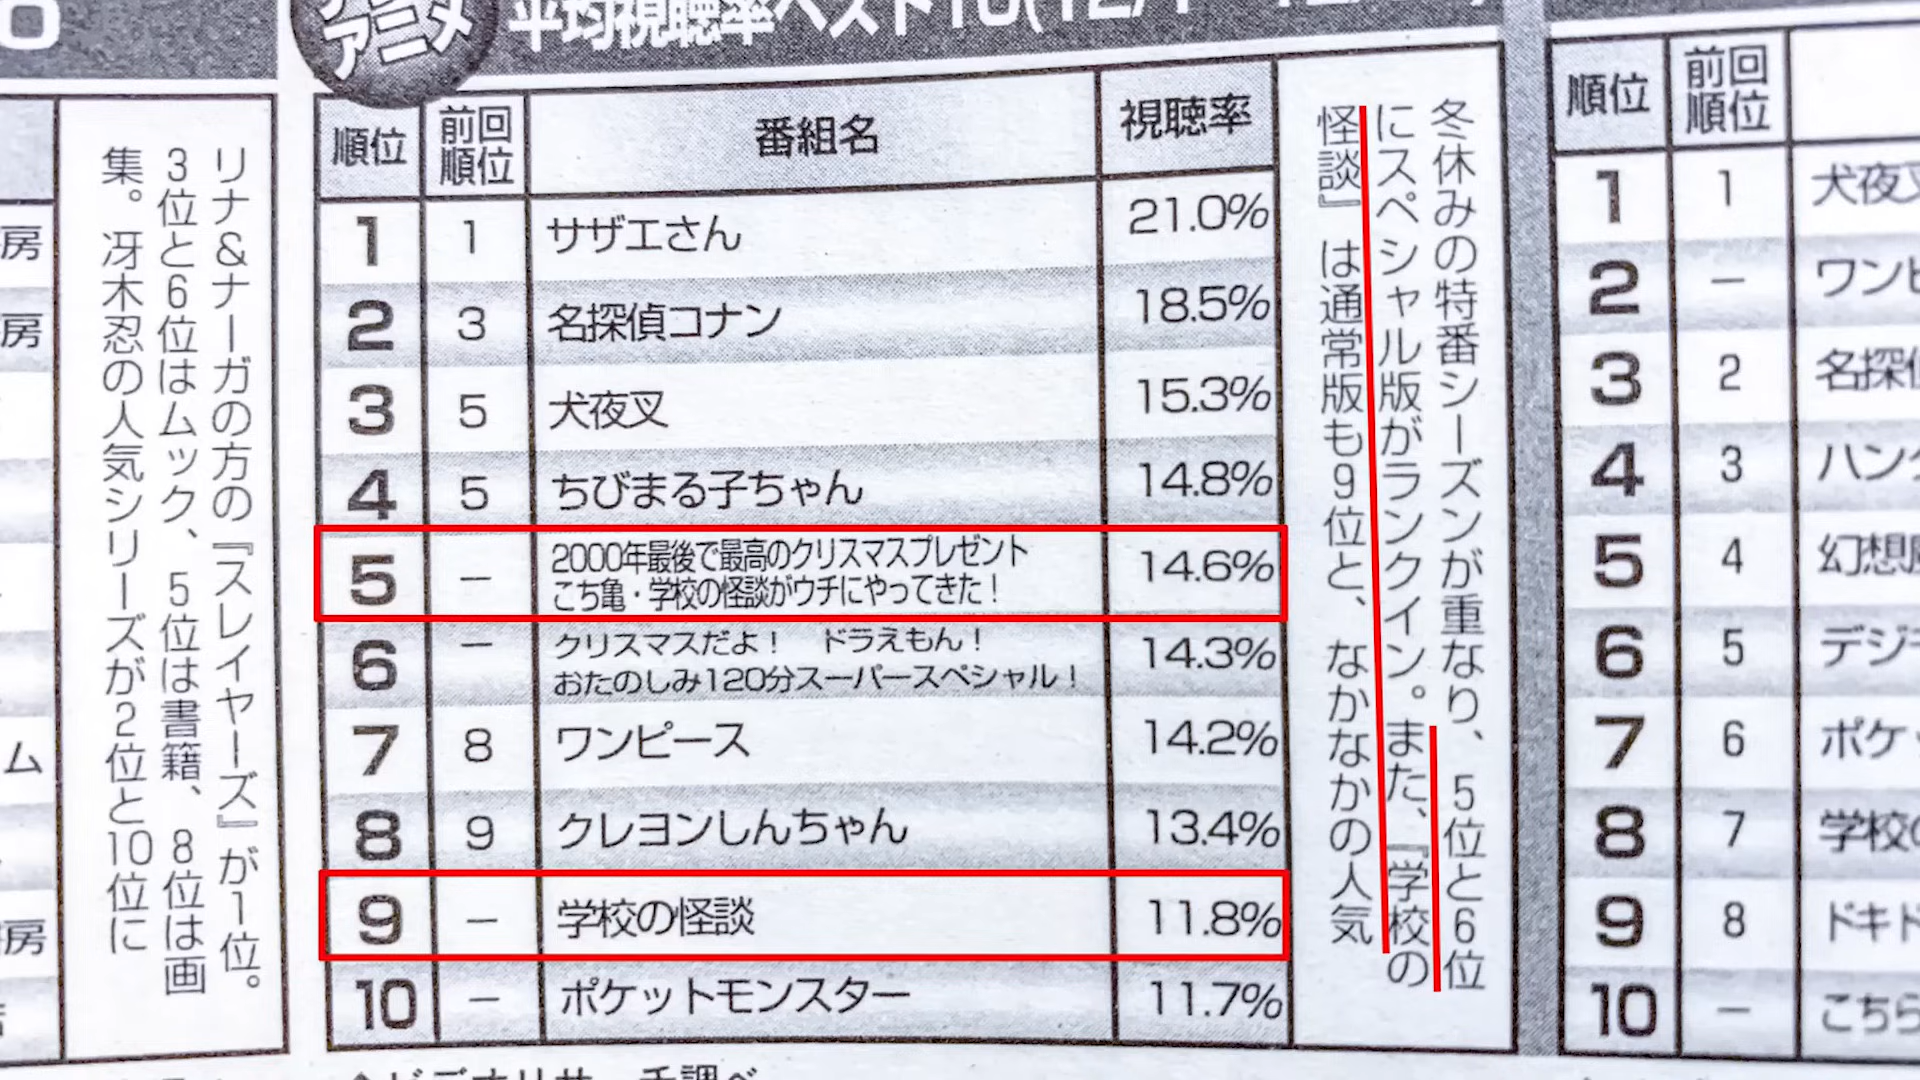 リナ&ナーガの方の『スレイヤーズ』が1位。
3位と6位はムック、5位は書籍、8位は画
集。冴木忍の人気シリーズが2位と10位に
房
房
ム
房
アニメ
平均視聴率ベスト10
順位 前回順位 番組名 視聴率
1 1 サザエさん 21.0%
2 3 名探偵コナン 18.5%
3 5 犬夜叉 15.3%
4 5 ちびまる子ちゃん 14.8%
5 － 2000年最後で最高のクリスマスプレゼント
こち亀・学校の怪談がウチにやってきた！ 14.6%
6 － クリスマスだよ！　ドラえもん！
おたのしみ120分スーパースペシャル！ 14.3%
7 8 ワンピース 14.2%
8 9 クレヨンしんちゃん 13.4%
9 － 学校の怪談 11.8%
10 － ポケットモンスター 11.7%
冬休みの特番シーズンが重なり、5位と6位
にスペシャル版がランクイン。また、『学校の
怪談』は通常版も9位と、なかなかの人気
順位 前回順位
1 1 犬夜
2 － ワン
3 2 名探
4 3 ハン
5 4 幻想
6 5 デジ
7 6 ポケ
8 7 学校
9 8 ドキド
10 － こちら